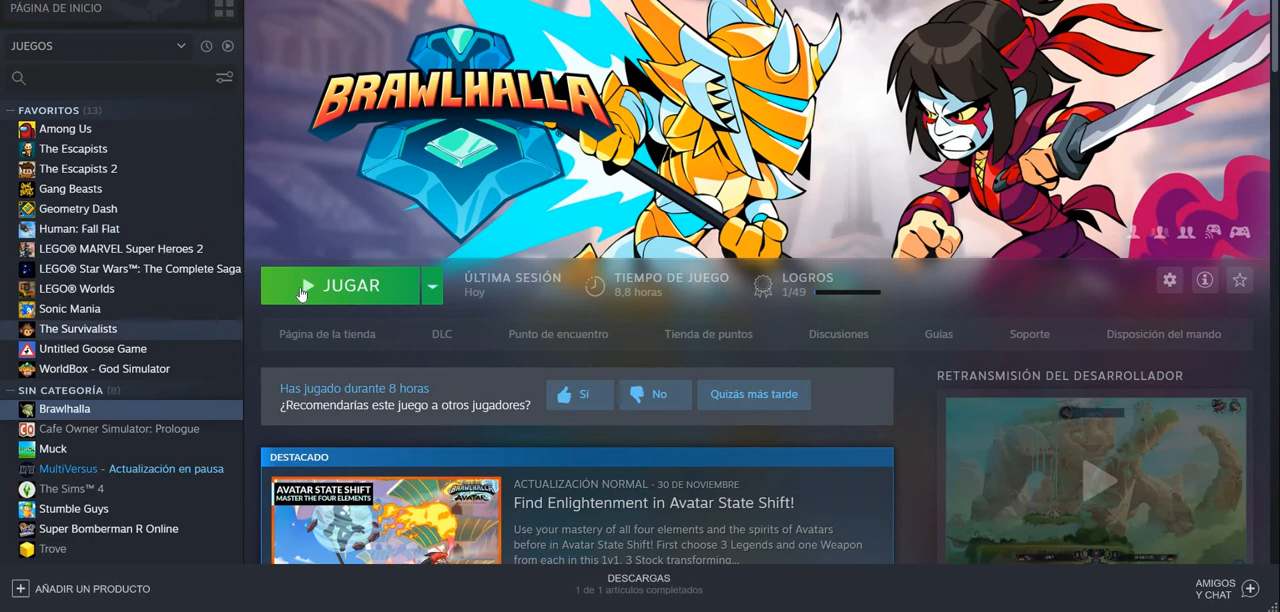 PÁGINA DE INICIO
JUEGOS
FAVORITOS (13)
Among Us
The Escapists
The Escapists 2
Gang Beasts
Geometry Dash
Human: Fall Flat
LEGO® MARVEL Super Heroes 2
LEGO® Star Wars™: The Complete Saga
LEGO® Worlds
Sonic Mania
The Survivalists
Untitled Goose Game
WorldBox - God Simulator
SIN CATEGORÍA (8)
Brawlhalla
Cafe Owner Simulator: Prologue
Muck
MultiVersus - Actualización en pausa
The Sims™ 4
Stumble Guys
Super Bomberman R Online
Trove
AÑADIR UN PRODUCTO
BRAWLHALLA
JUGAR
ÚLTIMA SESIÓN
Hoy
TIEMPO DE JUEGO
8,8 horas
LOGROS
1/49
Página de la tienda DLC Punto de encuentro Tienda de puntos Discusiones Guías Soporte Disposición del mando
Has jugado durante 8 horas
¿Recomendarías este juego a otros jugadores?
Sí No Quizás más tarde
DESTACADO
AVATAR STATE SHIFT
MASTER THE FOUR ELEMENTS
BRAWLHALLA
AVATAR
ACTUALIZACIÓN NORMAL - 30 DE NOVIEMBRE
Find Enlightenment in Avatar State Shift!
Use your mastery of all four elements and the spirits of Avatars
before in Avatar State Shift! First choose 3 Legends and one Weapon
from each in this 1v1, 3 Stock transforming...
RETRANSMISIÓN DEL DESARROLLADOR
DESCARGAS
1 de 1 artículos completados
AMIGOS
Y CHAT